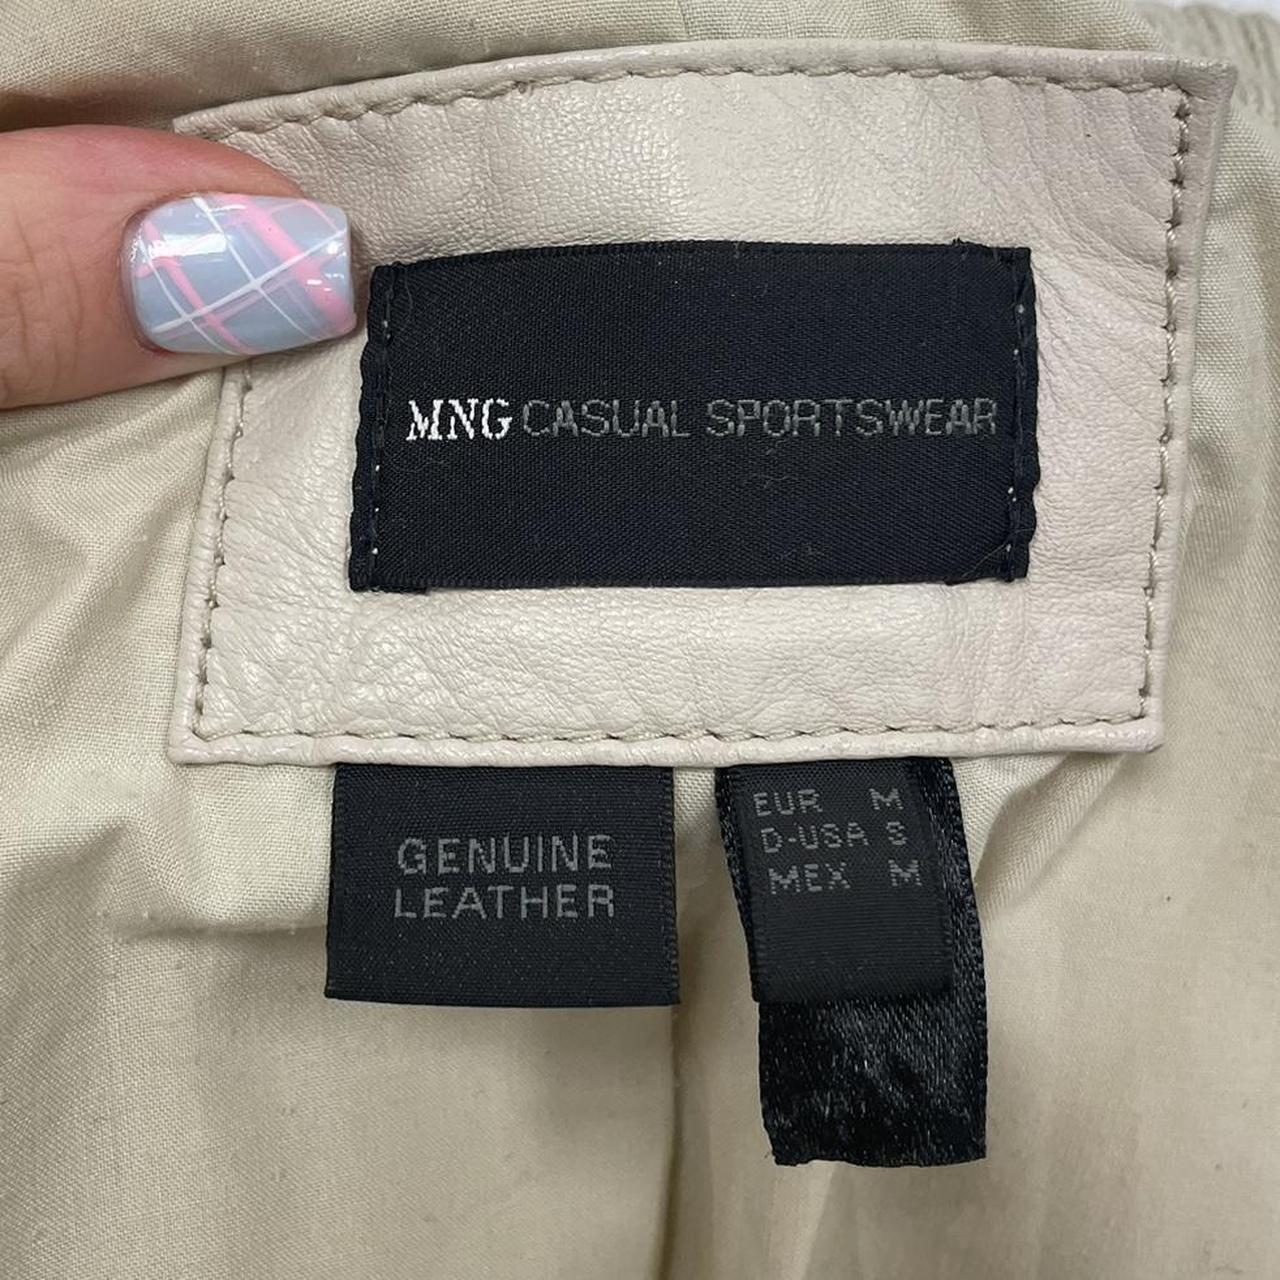 MNG CASUAL SPORTSWEAR
GENUINE
LEATHER
EUR M
D-USA S
MEX M